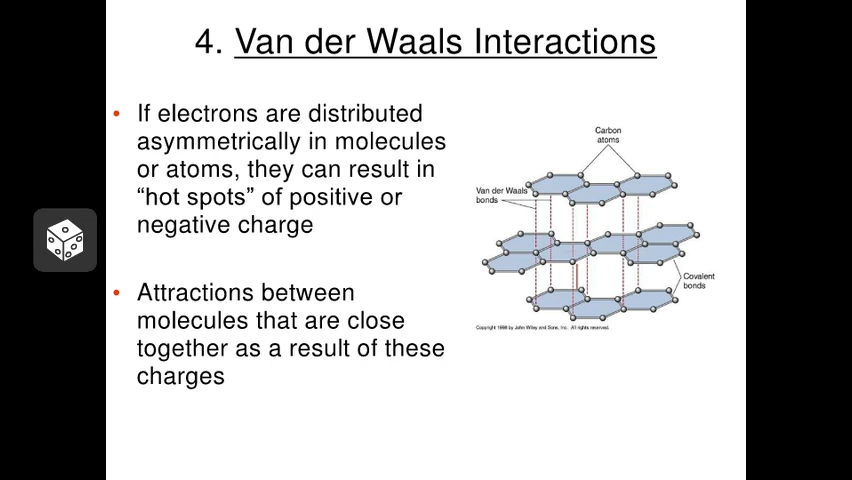 4. Van der Waals Interactions
• If electrons are distributed
asymmetrically in molecules
or atoms, they can result in
“hot spots” of positive or
negative charge
• Attractions between
molecules that are close
together as a result of these
charges
Carbon
atoms
Van der Waals
bonds
Covalent
bonds
Copyright 1999 by John Wiley and Sons, Inc. All rights reserved.